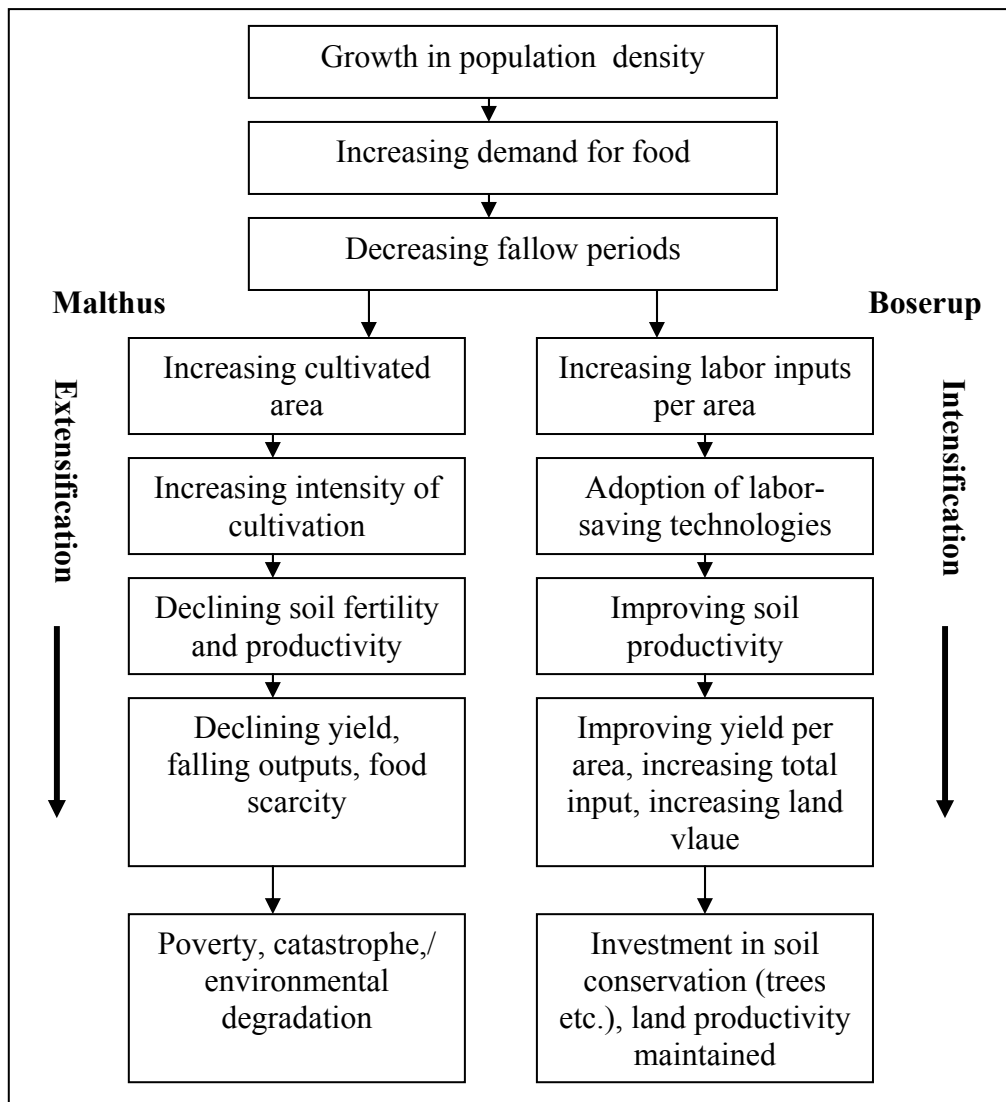 Growth in population density
Increasing demand for food
Decreasing fallow periods
Malthus
Boserup
Extensification
Increasing cultivated
area
Increasing intensity of
cultivation
Declining soil fertility
and productivity
Declining yield,
falling outputs, food
scarcity
Poverty, catastrophe,/
environmental
degradation
Increasing labor inputs
per area
Adoption of labor-
saving technologies
Improving soil
productivity
Improving yield per
area, increasing total
input, increasing land
vlaue
Investment in soil
conservation (trees
etc.), land productivity
maintained
Intensification